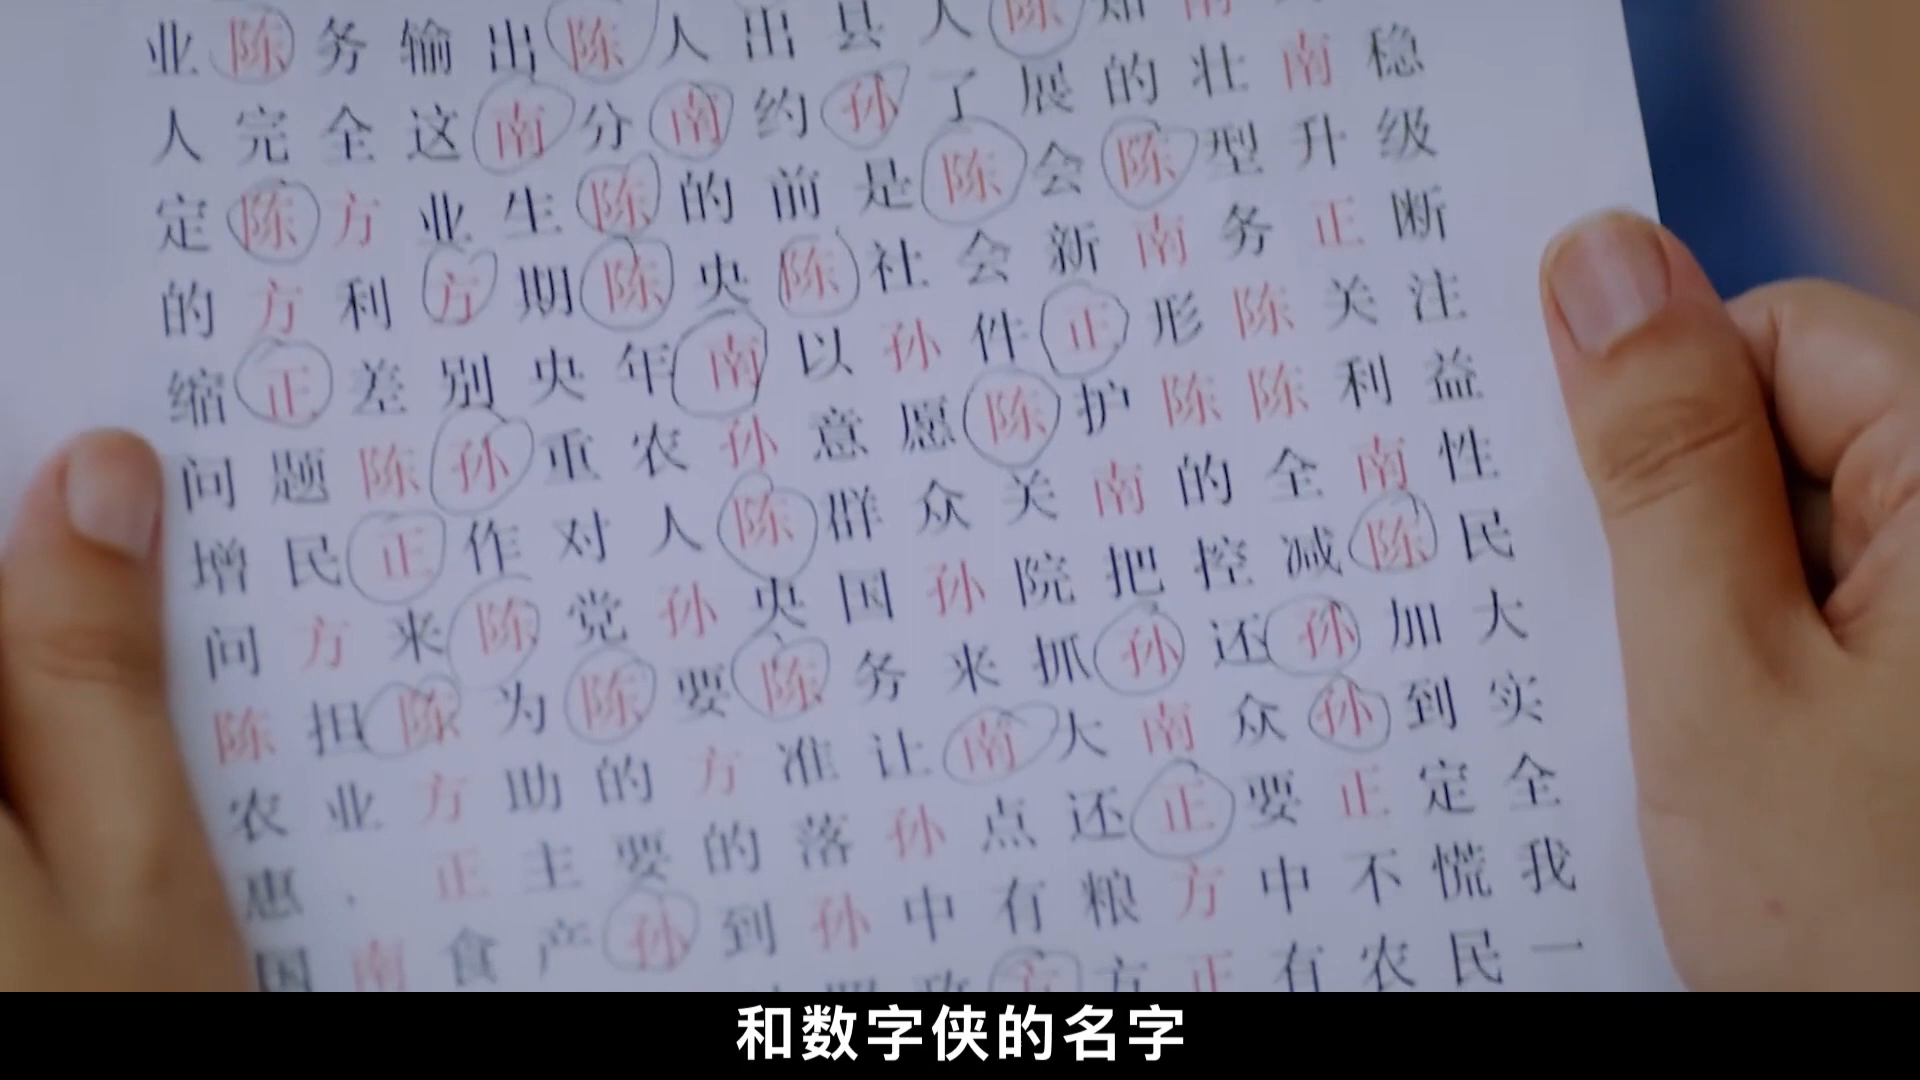 业陈务输出陈人出县人陈知南
人完全这南分南约孙了展的壮南稳
定陈方业生陈的前是陈会陈型升级
的方利方期陈央陈社会新南务正断
缩正差别央年南以孙件正形陈关注
问题陈孙重农孙意愿陈护陈陈利益
增民正作对人陈群众关南的全南性
问方来陈党孙央国孙院把控减陈民
陈担陈为陈要陈务来抓孙还孙加大
农业方助的方准让南大南众孙到实
惠.正主要的落孙点还正要正定全
国南食产孙到孙中有粮方中不慌我
方正有农民一
和数字侠的名字